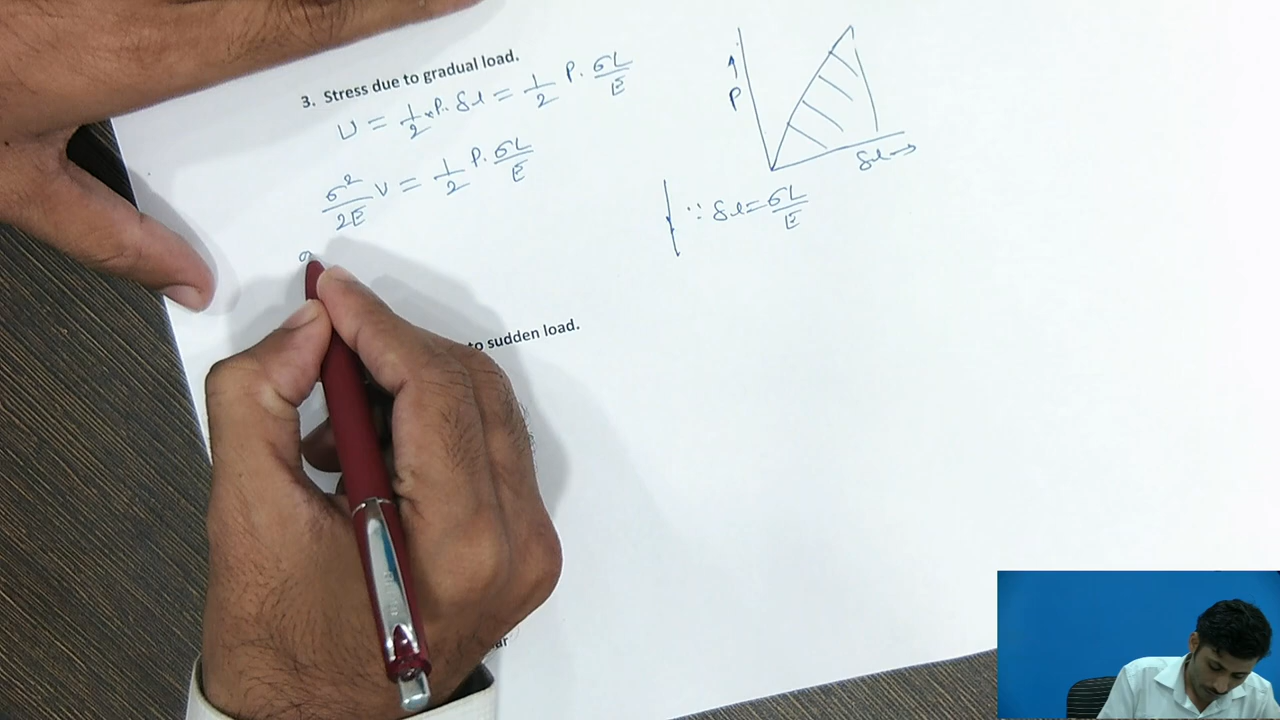 3. Stress due to gradual load.
U = 1/2 × P. δl = 1/2 P. σL/E
σ²/2E V = 1/2 P. σL/E
σ
to sudden load.
↑ P
δl →
∵ δl = σL/E